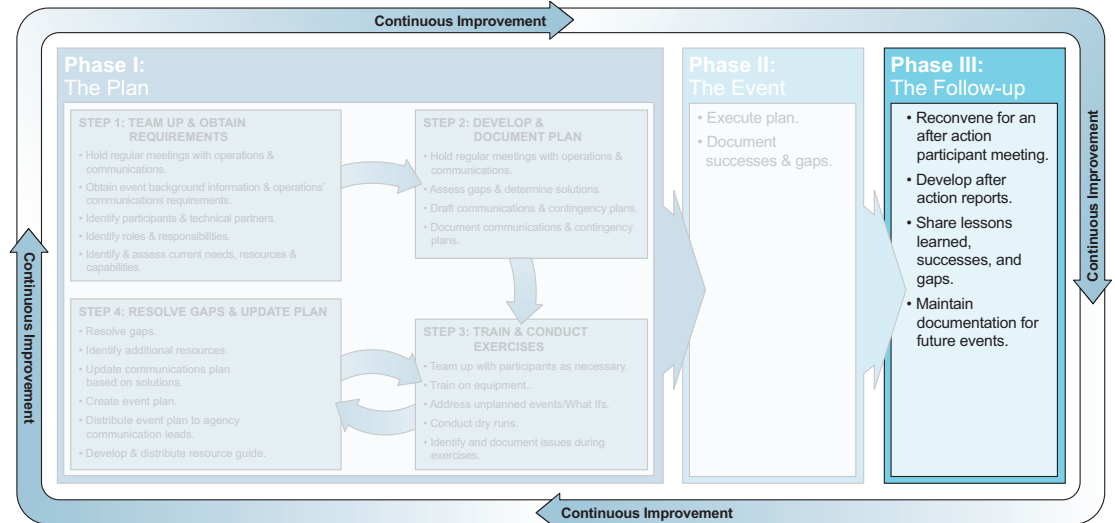 Continuous Improvement
Phase I:
The Plan
STEP 1: TEAM UP & OBTAIN
REQUIREMENTS
• Hold regular meetings with operations &
communications.
• Obtain event background information & operations'
communications requirements.
• Identify participants & technical partners.
• Identify roles & responsibilities.
• Identify & assess current needs, resources &
capabilities.
STEP 2: DEVELOP &
DOCUMENT PLAN
• Hold regular meetings with operations &
communications.
• Assess gaps & determine solutions.
• Draft communications & contingency plans.
• Document communications & contingency
plans.
STEP 4: RESOLVE GAPS & UPDATE PLAN
• Resolve gaps.
• Identify additional resources.
• Update communications plan
based on solutions.
• Create event plan.
• Distribute event plan to agency
communication leads.
• Develop & distribute resource guide.
STEP 3: TRAIN & CONDUCT
EXERCISES
• Team up with participants as necessary.
• Train on equipment..
• Address unplanned events/What Ifs.
• Conduct dry runs.
• Identify and document issues during
exercises.
Phase II:
The Event
• Execute plan.
• Document
successes & gaps.
Phase III:
The Follow-up
• Reconvene for an
after action
participant meeting.
• Develop after
action reports.
• Share lessons
learned,
successes, and
gaps.
• Maintain
documentation for
future events.
Continuous Improvement
Continuous Improvement
Continuous Improvement